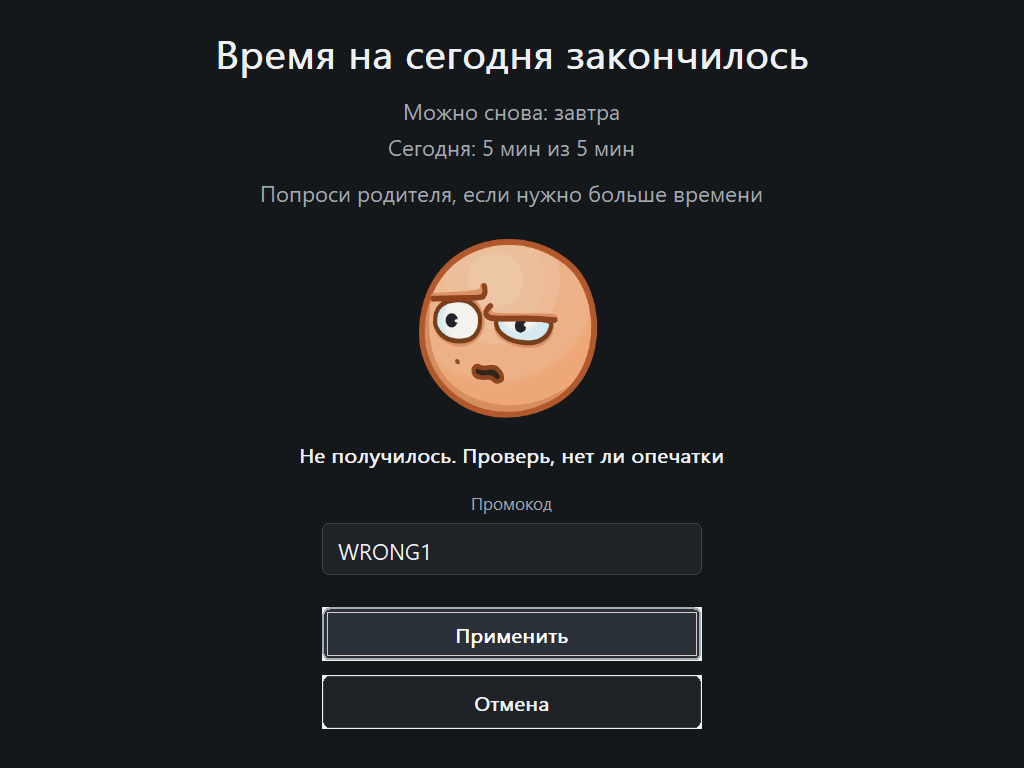 Время на сегодня закончилось
Можно снова: завтра
Сегодня: 5 мин из 5 мин
Попроси родителя, если нужно больше времени
Не получилось. Проверь, нет ли опечатки
Промокод
WRONG1
Применить
Отмена